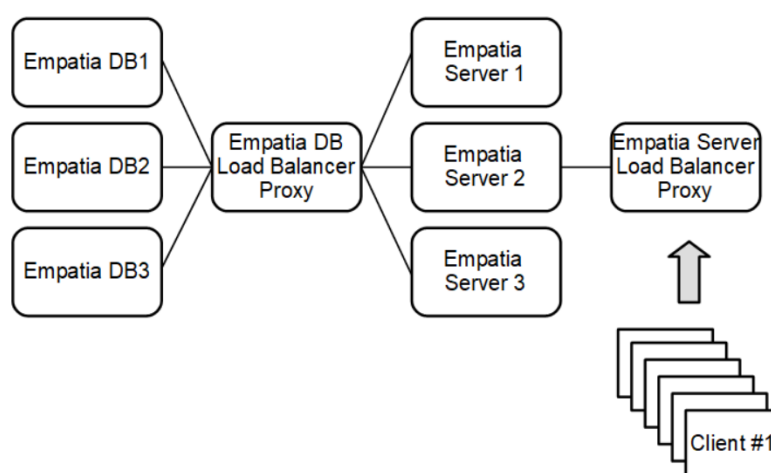 Empatia DB1
Empatia DB2
Empatia DB3
Empatia DB
Load Balancer
Proxy
Empatia
Server 1
Empatia
Server 2
Empatia
Server 3
Empatia Server
Load Balancer
Proxy
Client #1